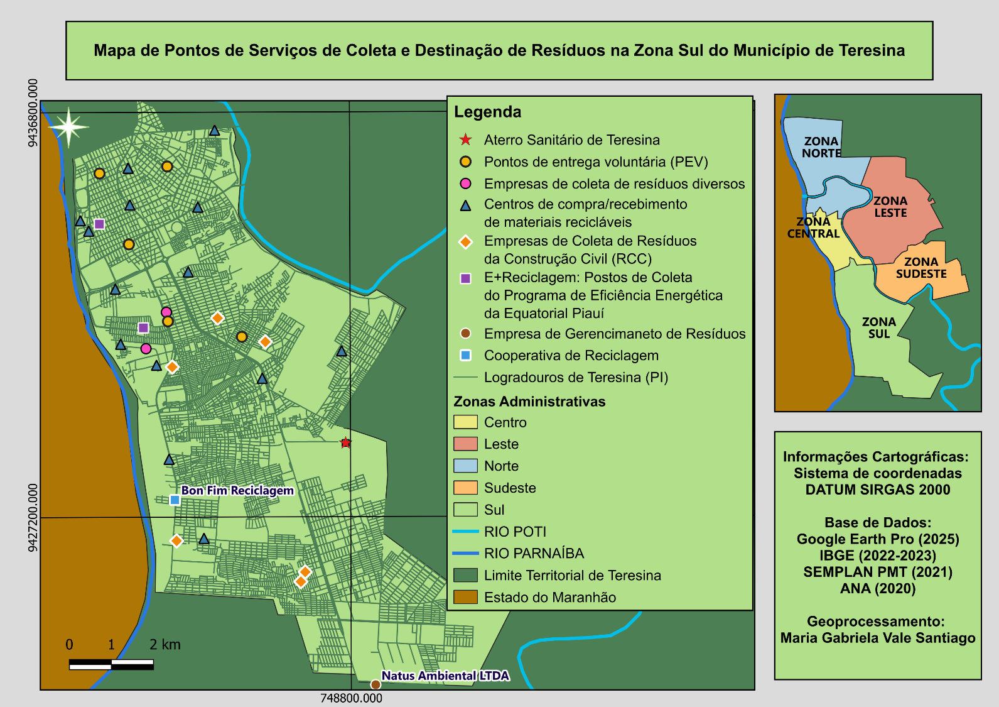 Mapa de Pontos de Serviços de Coleta e Destinação de Resíduos na Zona Sul do Município de Teresina
9436800.000
9427200.000
748800.000
Bon Fim Reciclagem
Natus Ambiental LTDA
0 1 2 km
Legenda
Aterro Sanitário de Teresina
Pontos de entrega voluntária (PEV)
Empresas de coleta de resíduos diversos
Centros de compra/recebimento
de materiais recicláveis
Empresas de Coleta de Resíduos
da Construção Civil (RCC)
E+Reciclagem: Postos de Coleta
do Programa de Eficiência Energética
da Equatorial Piauí
Empresa de Gerencimaneto de Resíduos
Cooperativa de Reciclagem
Logradouros de Teresina (PI)
Zonas Administrativas
Centro
Leste
Norte
Sudeste
Sul
RIO POTI
RIO PARNAÍBA
Limite Territorial de Teresina
Estado do Maranhão
ZONA
NORTE
ZONA
LESTE
ZONA
CENTRAL
ZONA
SUDESTE
ZONA
SUL
Informações Cartográficas:
Sistema de coordenadas
DATUM SIRGAS 2000
Base de Dados:
Google Earth Pro (2025)
IBGE (2022-2023)
SEMPLAN PMT (2021)
ANA (2020)
Geoprocessamento:
Maria Gabriela Vale Santiago